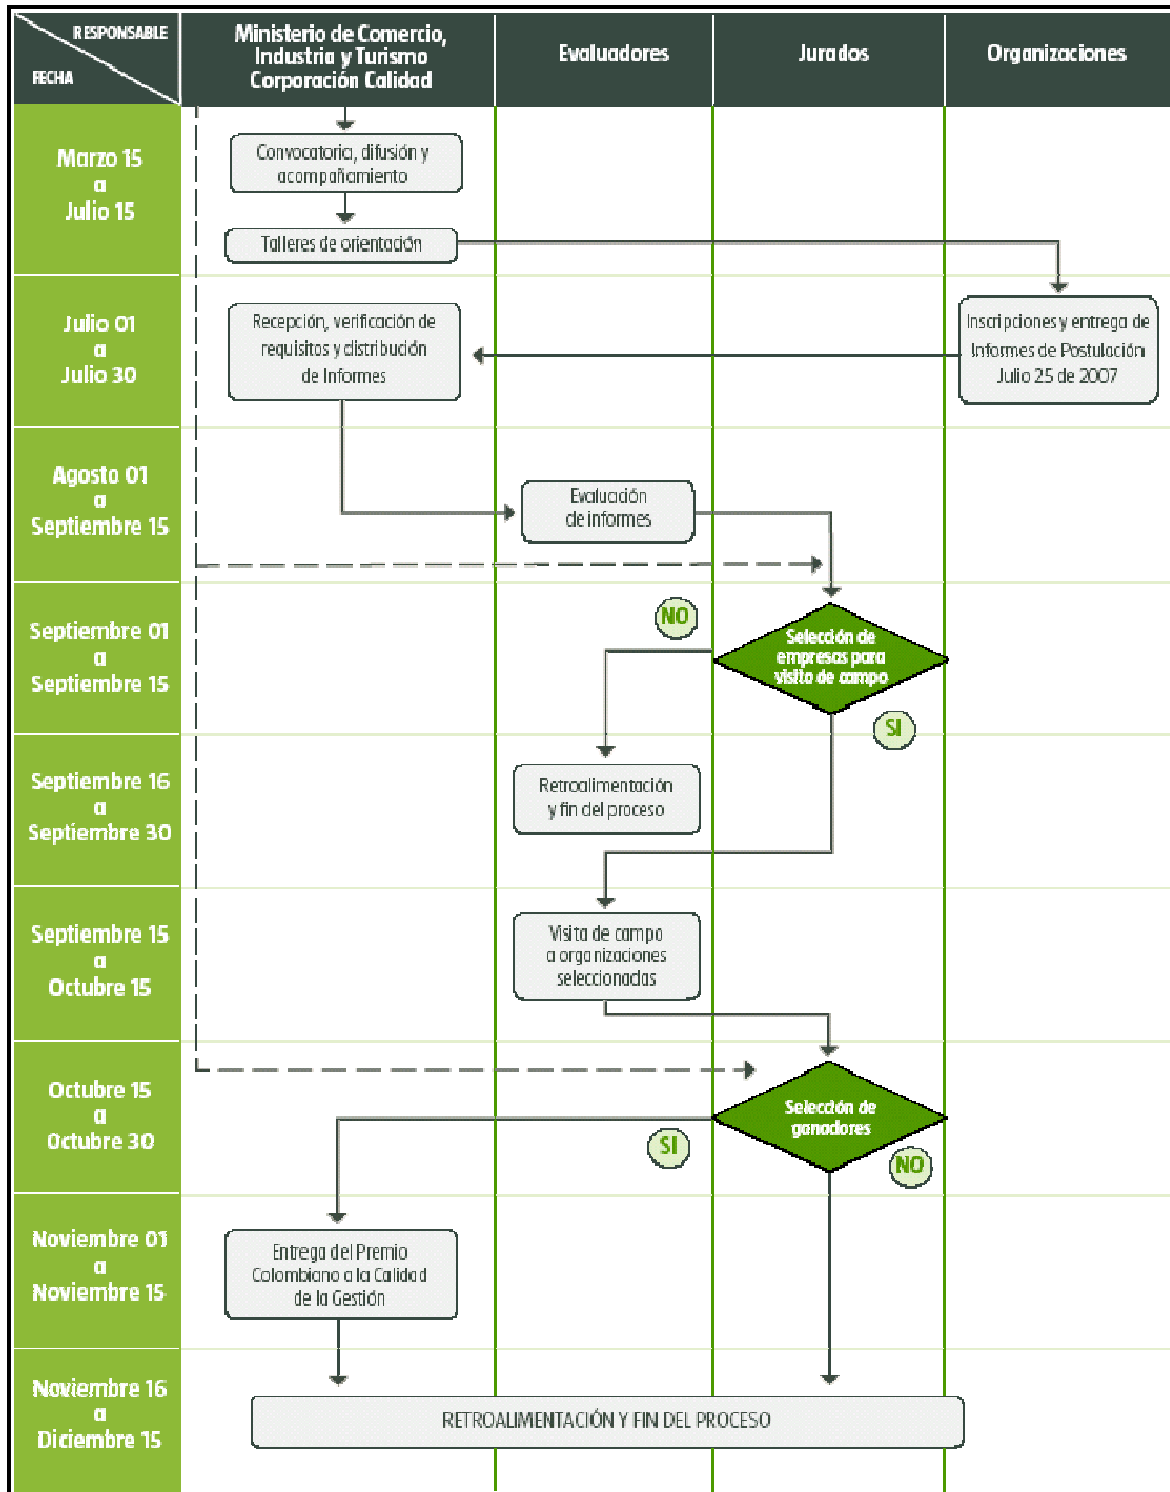 RESPONSABLE
FECHA
Ministerio de Comercio,
Industria y Turismo
Corporación Calidad
Evaluadores
Jurados
Organizaciones
Marzo 15
a
Julio 15
Convocatoria, difusión y
acompañamiento
Talleres de orientación
Julio 01
a
Julio 30
Recepción, verificación de
requisitos y distribución
de Informes
Inscripciones y entrega de
Informes de Postulación
Julio 25 de 2007
Agosto 01
a
Septiembre 15
Evaluación
de informes
Septiembre 01
a
Septiembre 15
NO
Selección de
empresas para
visita de campo
SI
Septiembre 16
a
Septiembre 30
Retroalimentación
y fin del proceso
Septiembre 15
a
Octubre 15
Visita de campo
a organizaciones
seleccionadas
Octubre 15
a
Octubre 30
Selección de
ganadores
SI
NO
Noviembre 01
a
Noviembre 15
Entrega del Premio
Colombiano a la Calidad
de la Gestión
Noviembre 16
a
Diciembre 15
RETROALIMENTACIÓN Y FIN DEL PROCESO